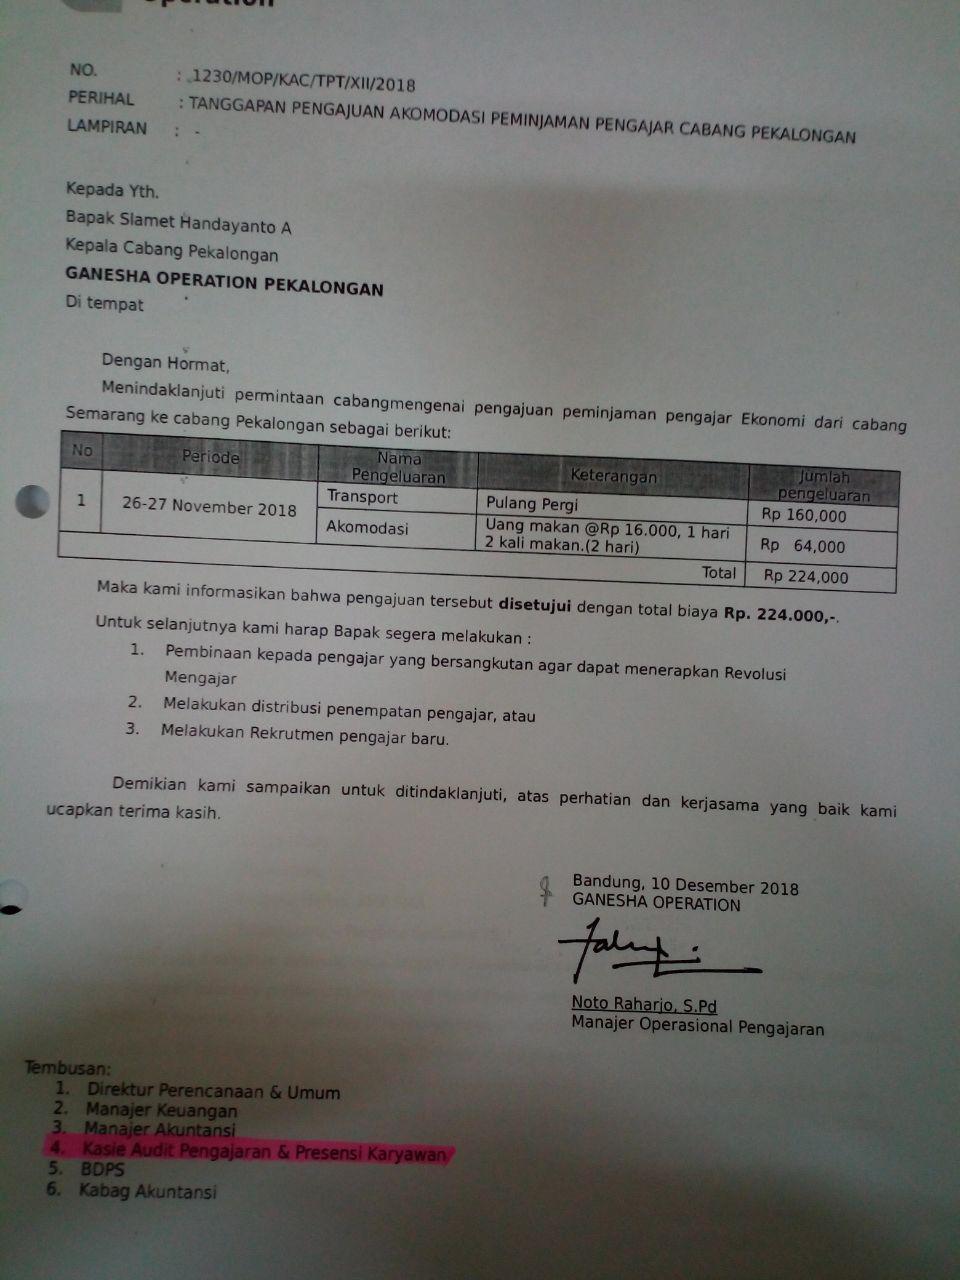 Operation
NO. : 1230/MOP/KAC/TPT/XII/2018
PERIHAL : TANGGAPAN PENGAJUAN AKOMODASI PEMINJAMAN PENGAJAR CABANG PEKALONGAN
LAMPIRAN : -
Kepada Yth.
Bapak Slamet Handayanto A
Kepala Cabang Pekalongan
GANESHA OPERATION PEKALONGAN
Di tempat
Dengan Hormat,
Menindaklanjuti permintaan cabangmengenai pengajuan peminjaman pengajar Ekonomi dari cabang
Semarang ke cabang Pekalongan sebagai berikut:
No Periode Nama Pengeluaran Keterangan Jumlah pengeluaran
1 26-27 November 2018 Transport Pulang Pergi Rp 160,000
Akomodasi Uang makan @Rp 16.000, 1 hari 2 kali makan.(2 hari) Rp 64,000
Total Rp 224,000
Maka kami informasikan bahwa pengajuan tersebut disetujui dengan total biaya Rp. 224.000,-.
Untuk selanjutnya kami harap Bapak segera melakukan :
1. Pembinaan kepada pengajar yang bersangkutan agar dapat menerapkan Revolusi
Mengajar
2. Melakukan distribusi penempatan pengajar, atau
3. Melakukan Rekrutmen pengajar baru.
Demikian kami sampaikan untuk ditindaklanjuti, atas perhatian dan kerjasama yang baik kami
ucapkan terima kasih.
Bandung, 10 Desember 2018
GANESHA OPERATION
Noto Raharjo, S.Pd
Manajer Operasional Pengajaran
Tembusan:
1. Direktur Perencanaan & Umum
2. Manajer Keuangan
3. Manajer Akuntansi
4. Kasie Audit Pengajaran & Presensi Karyawan
5. BDPS
6. Kabag Akuntansi